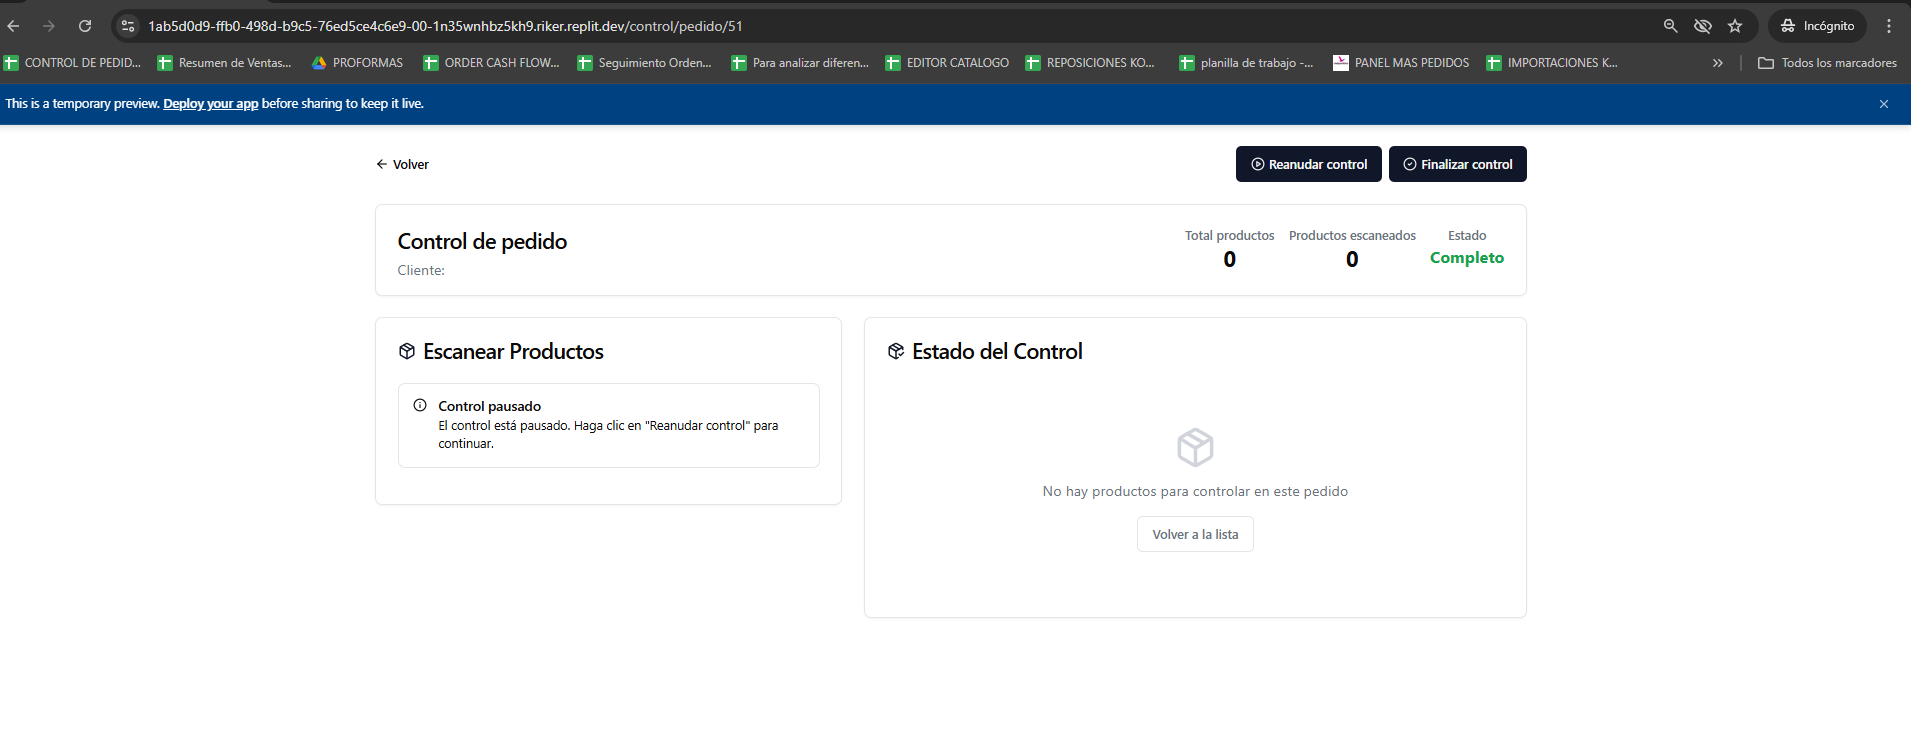 1ab5d0d9-ffb0-498d-b9c5-76ed5ce4c6e9-00-1n35wnhbz5kh9.riker.replit.dev/control/pedido/51
Incógnito
CONTROL DE PEDID...
Resumen de Ventas...
PROFORMAS
ORDER CASH FLOW...
Seguimiento Orden...
Para analizar diferen...
EDITOR CATALOGO
REPOSICIONES KO...
planilla de trabajo -...
PANEL MAS PEDIDOS
IMPORTACIONES K...
Todos los marcadores
This is a temporary preview. Deploy your app before sharing to keep it live.
Volver
Reanudar control
Finalizar control
Control de pedido
Cliente:
Total productos
0
Productos escaneados
0
Estado
Completo
Escanear Productos
Control pausado
El control está pausado. Haga clic en "Reanudar control" para
continuar.
Estado del Control
No hay productos para controlar en este pedido
Volver a la lista